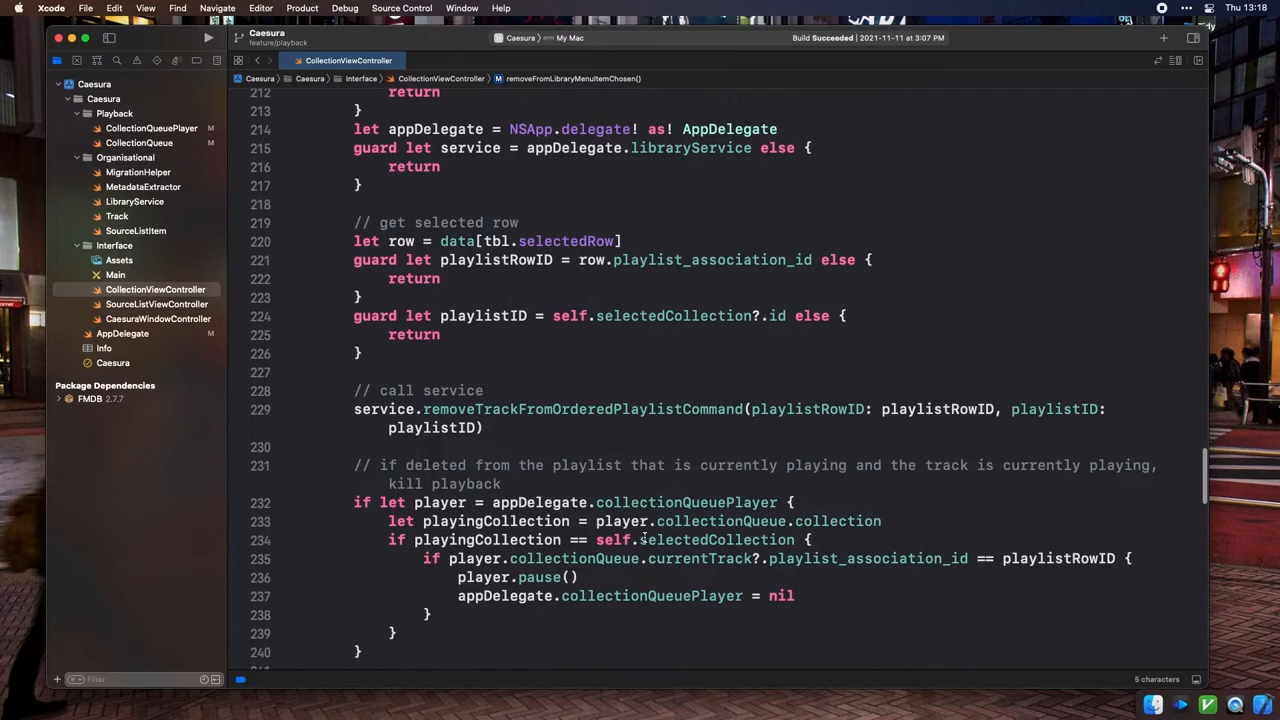 Xcode File Edit View Find Navigate Editor Product Debug Source Control Window Help Thu 13:18
Caesura
feature/playback
Caesura 〉 My Mac
Build Succeeded | 2021-11-11 at 3:07 PM
CollectionViewController
Caesura 〉 Caesura 〉 Interface 〉 CollectionViewController 〉 M removeFromLibraryMenuItemChosen()
Caesura
Caesura
Playback
CollectionQueuePlayer M
CollectionQueue M
Organisational
MigrationHelper
MetadataExtractor
LibraryService
Track
SourceListItem
Interface
Assets
Main
CollectionViewController
SourceListViewController
CaesuraWindowController
AppDelegate M
Info
Caesura
Package Dependencies
FMDB 2.7.7
Filter
212 return
213 }
214 let appDelegate = NSApp.delegate! as! AppDelegate
215 guard let service = appDelegate.libraryService else {
216 return
217 }
218
219 // get selected row
220 let row = data[tbl.selectedRow]
221 guard let playlistRowID = row.playlist_association_id else {
222 return
223 }
224 guard let playlistID = self.selectedCollection?.id else {
225 return
226 }
227
228 // call service
229 service.removeTrackFromOrderedPlaylistCommand(playlistRowID: playlistRowID, playlistID:
playlistID)
230
231 // if deleted from the playlist that is currently playing and the track is currently playing,
kill playback
232 if let player = appDelegate.collectionQueuePlayer {
233 let playingCollection = player.collectionQueue.collection
234 if playingCollection == self.selectedCollection {
235 if player.collectionQueue.currentTrack?.playlist_association_id == playlistRowID {
236 player.pause()
237 appDelegate.collectionQueuePlayer = nil
238 }
239 }
240 }
5 characters